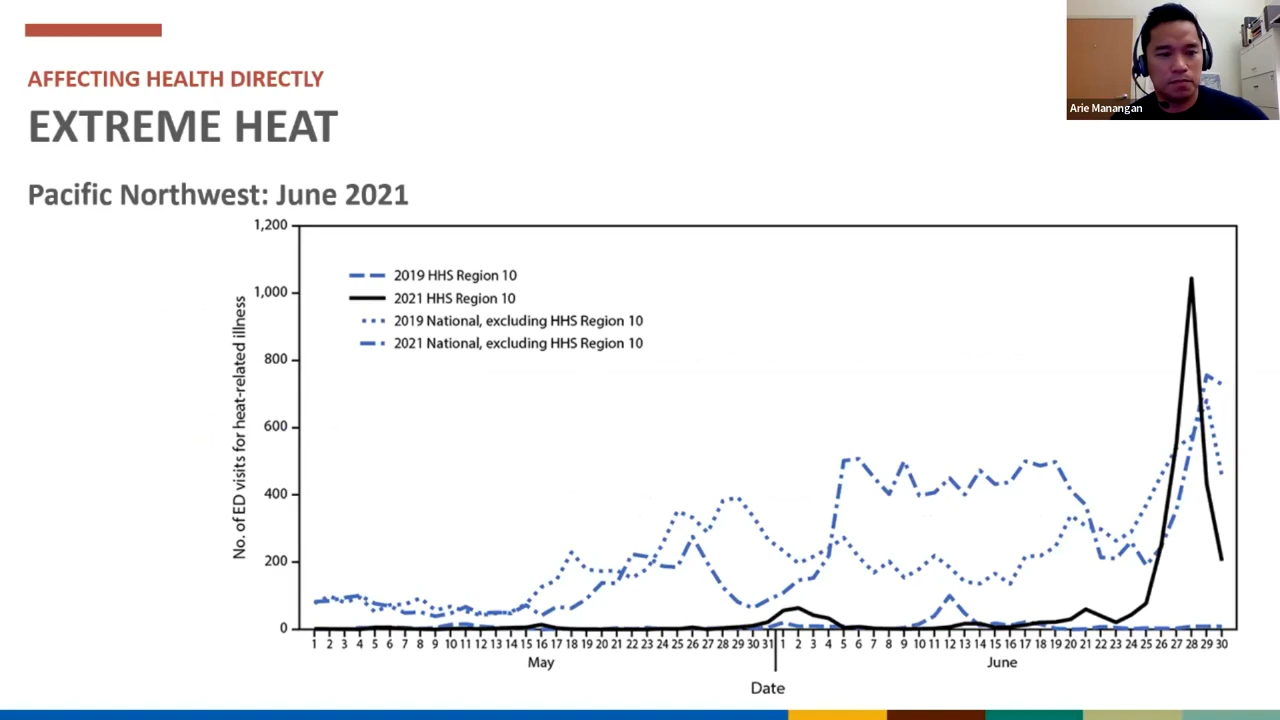 AFFECTING HEALTH DIRECTLY
EXTREME HEAT
Arie Manangan
Pacific Northwest: June 2021
No. of ED visits for heat-related illness
1,200
1,000
800
600
400
200
0
2019 HHS Region 10
2021 HHS Region 10
2019 National, excluding HHS Region 10
2021 National, excluding HHS Region 10
1 2 3 4 5 6 7 8 9 10 11 12 13 14 15 16 17 18 19 20 21 22 23 24 25 26 27 28 29 30 31 1 2 3 4 5 6 7 8 9 10 11 12 13 14 15 16 17 18 19 20 21 22 23 24 25 26 27 28 29 30
May June
Date